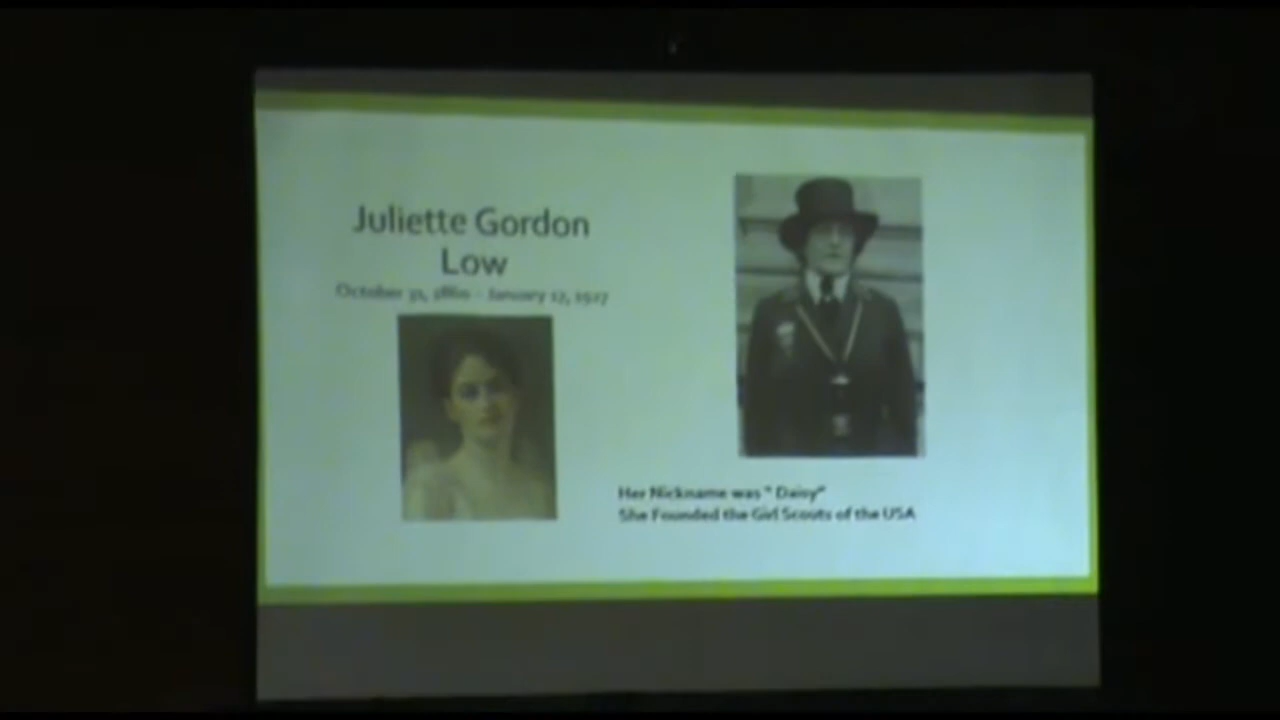 Juliette Gordon
Low
October 31, 1860 - January 17, 1927
Her Nickname was " Daisy"
She Founded the Girl Scouts of the USA